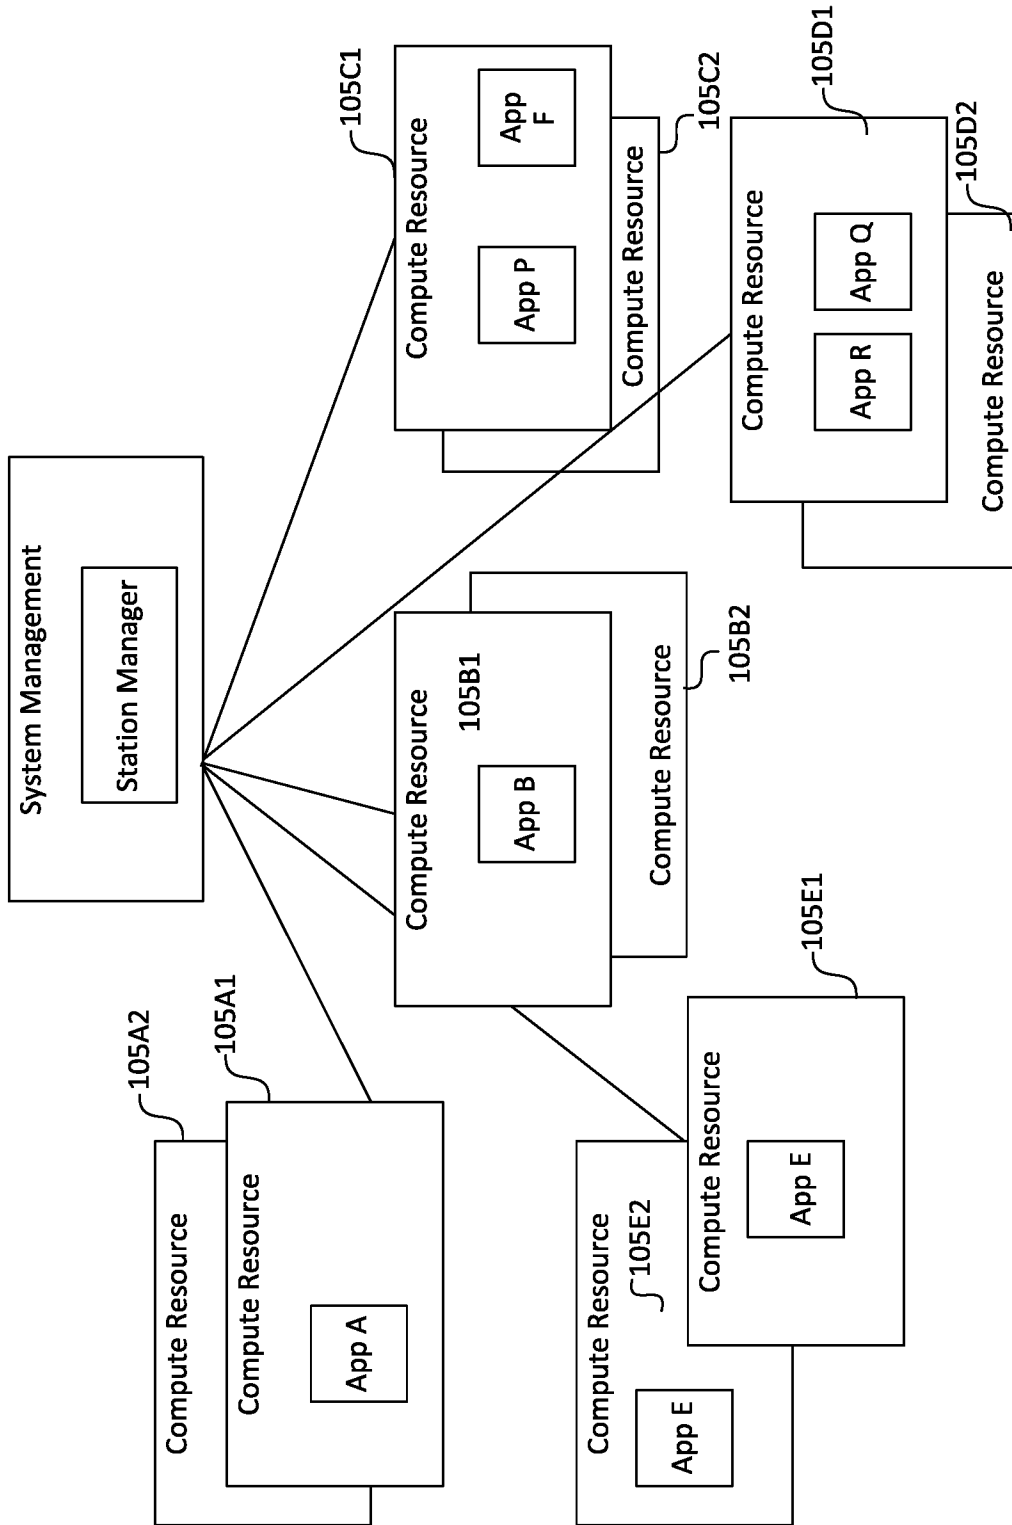 System Management
Station Manager
Compute Resource
105A2
Compute Resource
105A1
App A
Compute Resource
105B1
App B
Compute Resource
105B2
Compute Resource
105C1
App P
App
F
Compute Resource
105C2
Compute Resource
105E2
App E
Compute Resource
105E1
App E
Compute Resource
105D1
App R
App Q
Compute Resource
105D2